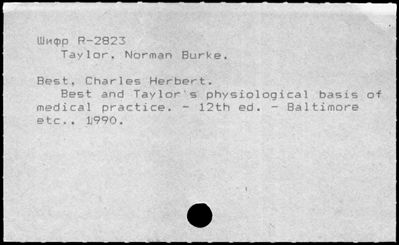 Шифр R-2823
Taylor, Norman Burke.
Best, Charles Herbert.
Best and Taylor's physiological basis of
medical practice. - 12th ed. - Baltimore
etc., 1990.